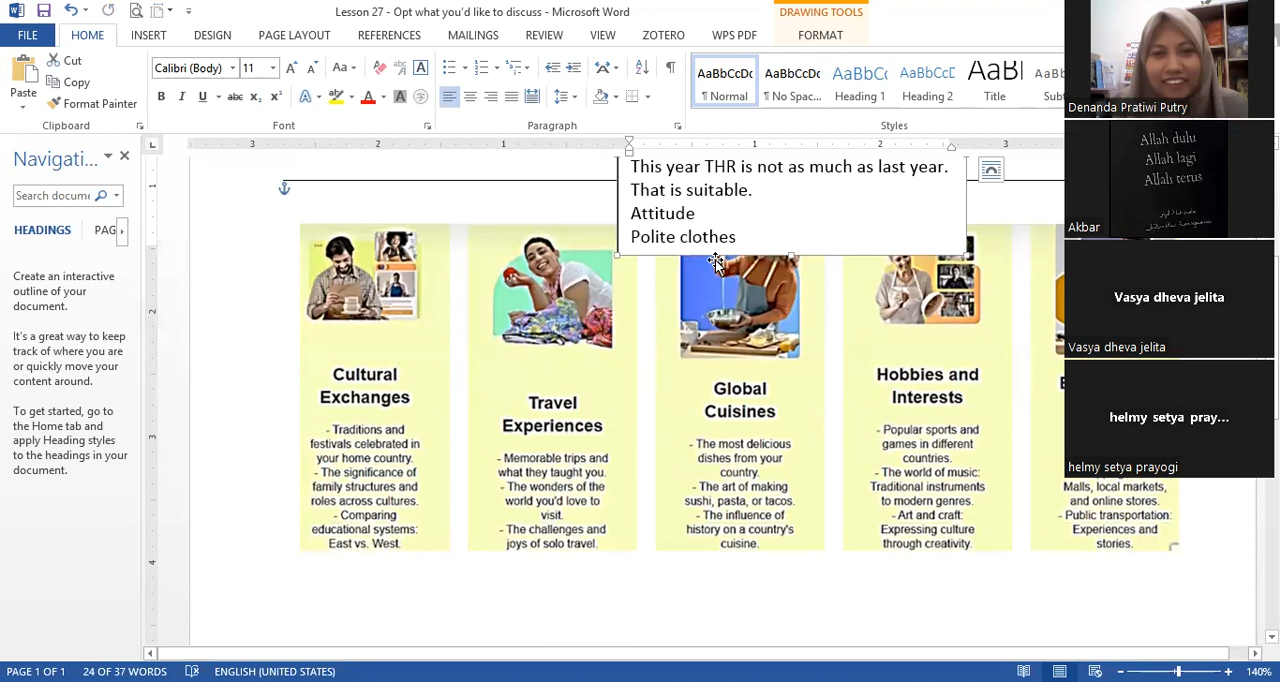 Lesson 27 - Opt what you'd like to discuss - Microsoft Word
DRAWING TOOLS
FILE HOME INSERT DESIGN PAGE LAYOUT REFERENCES MAILINGS REVIEW VIEW ZOTERO WPS PDF FORMAT
Paste
Cut
Copy
Format Painter
Clipboard
Calibri (Body) 11
Font
Paragraph
AaBbCcDc AaBbCcDc AaBbCc AaBbCcD AaBl
¶ Normal ¶ No Spac... Heading 1 Heading 2 Title
Styles
Navigati...
Search docume
HEADINGS PAG
Create an interactive
outline of your
document.
It's a great way to keep
track of where you are
or quickly move your
content around.
To get started, go to
the Home tab and
apply Heading styles
to the headings in your
document.
3 2 1 1 2 3
1
2
3
4
This year THR is not as much as last year.
That is suitable.
Attitude
Polite clothes
Cultural
Exchanges
- Traditions and
festivals celebrated in
your home country.
- The significance of
family structures and
roles across cultures.
- Comparing
educational systems:
East vs. West.
Travel
Experiences
- Memorable trips and
what they taught you.
- The wonders of the
world you'd love to
visit.
- The challenges and
joys of solo travel.
Global
Cuisines
- The most delicious
dishes from your
country.
- The art of making
sushi, pasta, or tacos.
- The influence of
history on a country's
cuisine.
Hobbies and
Interests
- Popular sports and
games in different
countries.
- The world of music:
Traditional instruments
to modern genres.
- Art and craft:
Expressing culture
through creativity.
Malls, local markets,
and online stores.
- Public transportation:
Experiences and
stories.
Denanda Pratiwi Putry
Allah dulu
Allah lagi
Allah terus
Akbar
Vasya dheva jelita
Vasya dheva jelita
helmy setya pray...
helmy setya prayogi
PAGE 1 OF 1 24 OF 37 WORDS ENGLISH (UNITED STATES) 140%